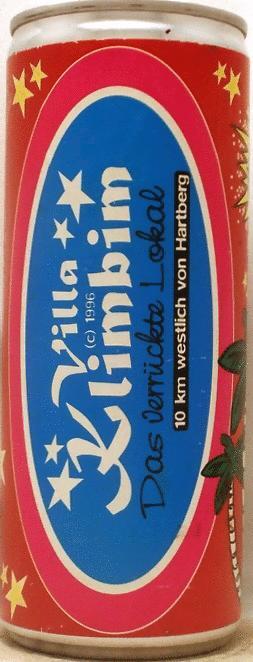 Villa
(c) 1996
Klimbim
Das verrückte Lokal
10 km westlich von Hartberg